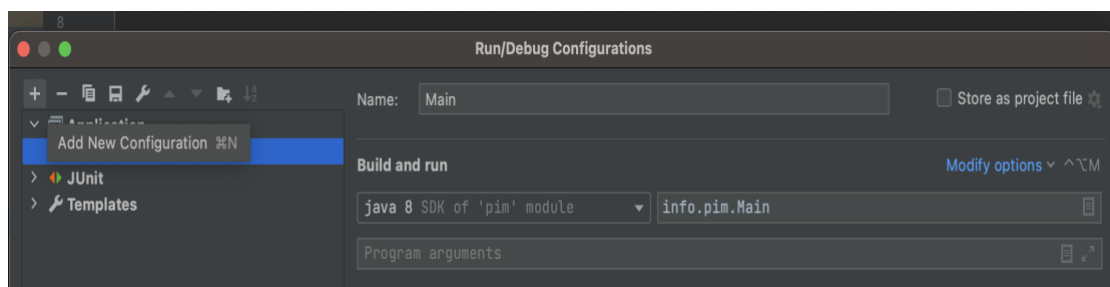 8
Run/Debug Configurations
Name: Main
Store as project file
Application
Add New Configuration ⌘N
Build and run
Modify options ⌃⌥M
JUnit
Templates
java 8 SDK of 'pim' module
info.pim.Main
Program arguments